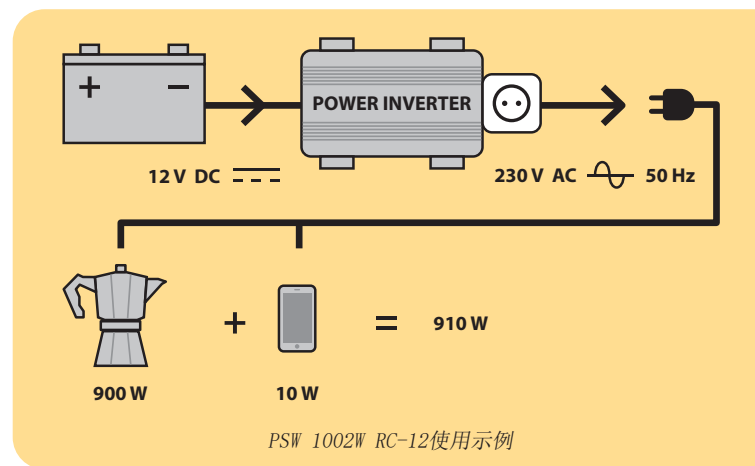 + −
POWER INVERTER
12 V DC
230 V AC 50 Hz
+ = 910 W
900 W 10 W
PSW 1002W RC-12使用示例